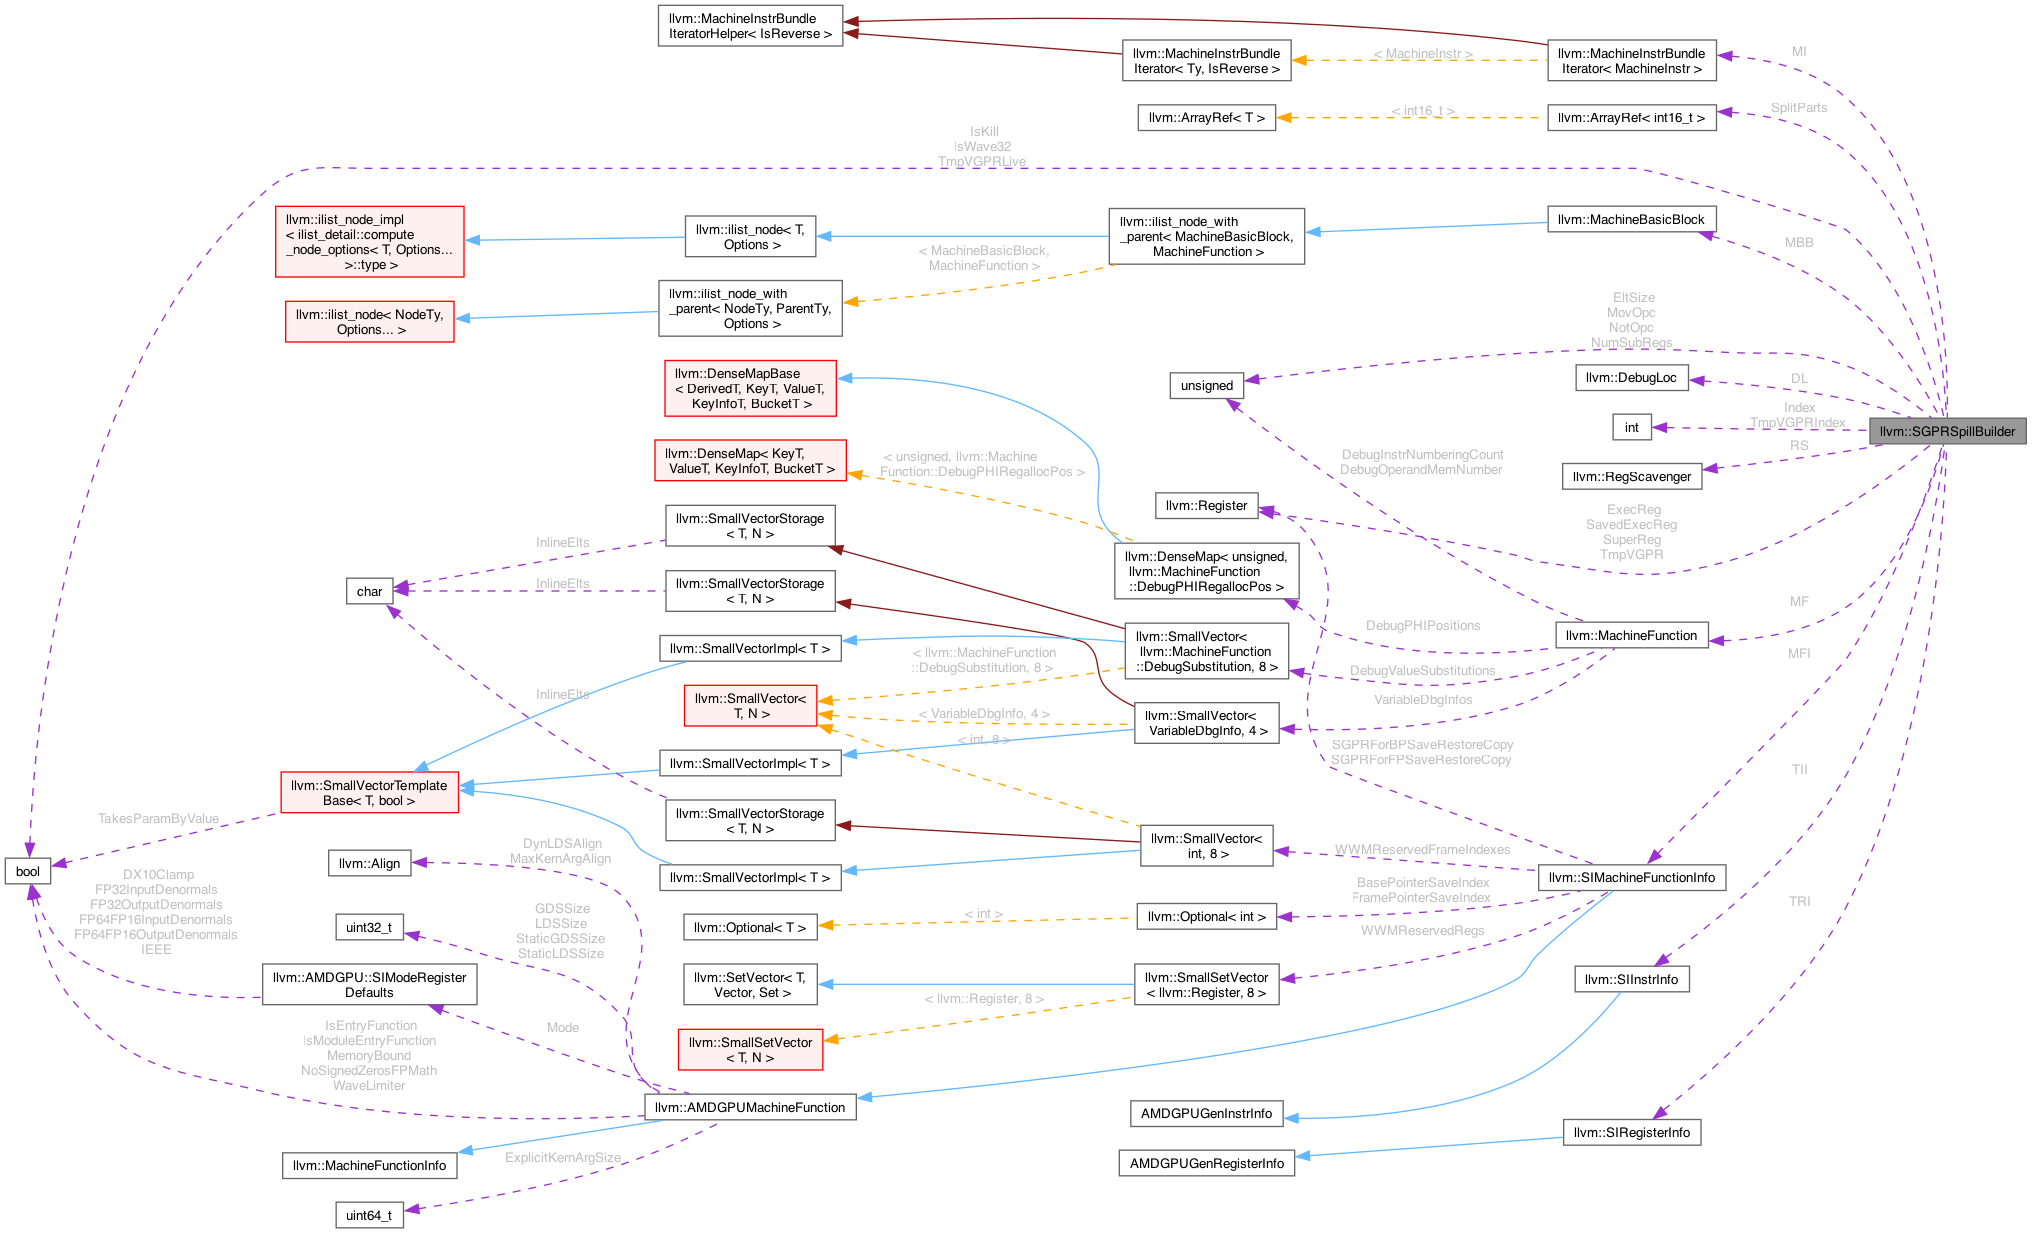 llvm::MachineInstrBundle
IteratorHelper< IsReverse >
llvm::MachineInstrBundle
Iterator< Ty, IsReverse >
< MachineInstr >
llvm::MachineInstrBundle
Iterator< MachineInstr >
MI
llvm::ArrayRef< T >
< int16_t >
llvm::ArrayRef< int16_t >
SplitParts
IsKill
IsWave32
TmpVGPRLive
llvm::ilist_node_impl
< ilist_detail::compute
_node_options< T, Options...
>::type >
llvm::ilist_node< T,
Options >
llvm::ilist_node_with
_parent< MachineBasicBlock,
MachineFunction >
llvm::MachineBasicBlock
MBB
< MachineBasicBlock,
MachineFunction >
llvm::ilist_node< NodeTy,
Options... >
llvm::ilist_node_with
_parent< NodeTy, ParentTy,
Options >
EltSize
MovOpc
NotOpc
NumSubRegs
llvm::DenseMapBase
< DerivedT, KeyT, ValueT,
KeyInfoT, BucketT >
unsigned
llvm::DebugLoc
DL
int
Index
TmpVGPRIndex
llvm::SGPRSpillBuilder
llvm::DenseMap< KeyT,
ValueT, KeyInfoT, BucketT >
< unsigned, llvm::Machine
Function::DebugPHIRegallocPos >
DebugInstrNumberingCount
DebugOperandMemNumber
RS
llvm::RegScavenger
llvm::Register
ExecReg
SavedExecReg
SuperReg
TmpVGPR
llvm::SmallVectorStorage
< T, N >
InlineElts
llvm::DenseMap< unsigned,
llvm::MachineFunction
::DebugPHIRegallocPos >
char
InlineElts
llvm::SmallVectorStorage
< T, N >
MF
llvm::MachineFunction
DebugPHIPositions
llvm::SmallVectorImpl< T >
llvm::SmallVector<
llvm::MachineFunction
::DebugSubstitution, 8 >
< llvm::MachineFunction
::DebugSubstitution, 8 >
DebugValueSubstitutions
MFI
InlineElts
llvm::SmallVector<
T, N >
< VariableDbgInfo, 4 >
llvm::SmallVector<
VariableDbgInfo, 4 >
VariableDbgInfos
< int, 8 >
SGPRForBPSaveRestoreCopy
SGPRForFPSaveRestoreCopy
llvm::SmallVectorImpl< T >
TII
llvm::SmallVectorTemplate
Base< T, bool >
TakesParamByValue
llvm::SmallVectorStorage
< T, N >
llvm::SmallVector<
int, 8 >
WWMReservedFrameIndexes
DynLDSAlign
MaxKernArgAlign
llvm::Align
bool
llvm::SmallVectorImpl< T >
llvm::SIMachineFunctionInfo
DX10Clamp
FP32InputDenormals
FP32OutputDenormals
FP64FP16InputDenormals
FP64FP16OutputDenormals
IEEE
BasePointerSaveIndex
FramePointerSaveIndex
GDSSize
LDSSize
StaticGDSSize
StaticLDSSize
uint32_t
llvm::Optional< T >
< int >
llvm::Optional< int >
WWMReservedRegs
TRI
llvm::AMDGPU::SIModeRegister
Defaults
llvm::SetVector< T,
Vector, Set >
llvm::SmallSetVector
< llvm::Register, 8 >
< llvm::Register, 8 >
llvm::SIInstrInfo
IsEntryFunction
IsModuleEntryFunction
MemoryBound
NoSignedZerosFPMath
WaveLimiter
Mode
llvm::SmallSetVector
< T, N >
llvm::AMDGPUMachineFunction
AMDGPUGenInstrInfo
llvm::SIRegisterInfo
llvm::MachineFunctionInfo
ExplicitKernArgSize
AMDGPUGenRegisterInfo
uint64_t